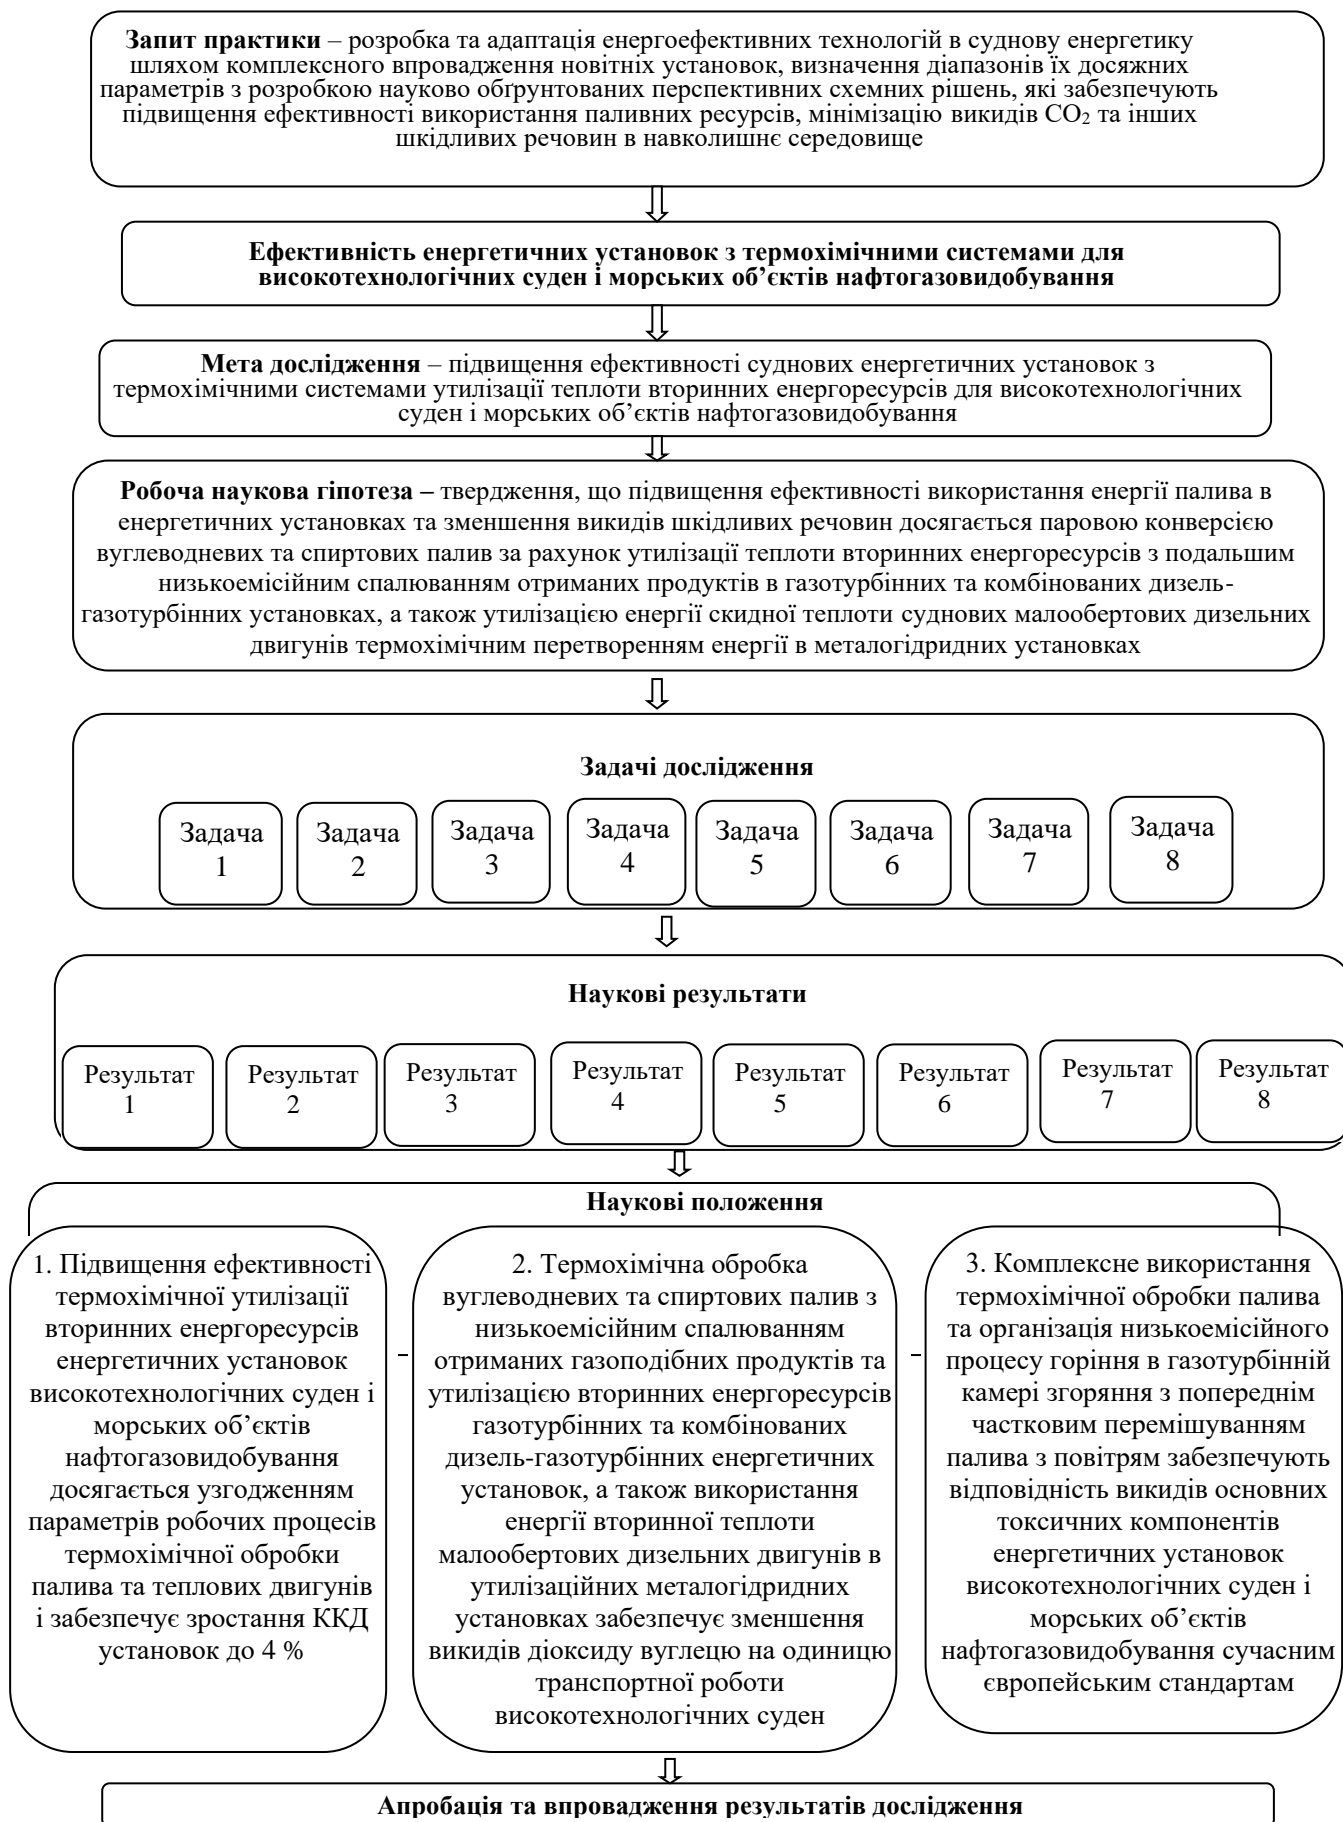 Запит практики – розробка та адаптація енергоефективних технологій в суднову енергетику
шляхом комплексного впровадження новітніх установок, визначення діапазонів їх досяжних
параметрів з розробкою науково обґрунтованих перспективних схемних рішень, які забезпечують
підвищення ефективності використання паливних ресурсів, мінімізацію викидів CO₂ та інших
шкідливих речовин в навколишнє середовище
Ефективність енергетичних установок з термохімічними системами для
високотехнологічних суден і морських об’єктів нафтогазовидобування
Мета дослідження – підвищення ефективності суднових енергетичних установок з
термохімічними системами утилізації теплоти вторинних енергоресурсів для високотехнологічних
суден і морських об’єктів нафтогазовидобування
Робоча наукова гіпотеза – твердження, що підвищення ефективності використання енергії палива в
енергетичних установках та зменшення викидів шкідливих речовин досягається паровою конверсією
вуглеводневих та спиртових палив за рахунок утилізації теплоти вторинних енергоресурсів з подальшим
низькоемісійним спалюванням отриманих продуктів в газотурбінних та комбінованих дизель-
газотурбінних установках, а також утилізацією енергії скидної теплоти суднових малообертових дизельних
двигунів термохімічним перетворенням енергії в металогідридних установках
Задачі дослідження
Задача
1
Задача
2
Задача
3
Задача
4
Задача
5
Задача
6
Задача
7
Задача
8
Наукові результати
Результат
1
Результат
2
Результат
3
Результат
4
Результат
5
Результат
6
Результат
7
Результат
8
Наукові положення
1. Підвищення ефективності
термохімічної утилізації
вторинних енергоресурсів
енергетичних установок
високотехнологічних суден і
морських об’єктів
нафтогазовидобування
досягається узгодженням
параметрів робочих процесів
термохімічної обробки
палива та теплових двигунів
і забезпечує зростання ККД
установок до 4 %
2. Термохімічна обробка
вуглеводневих та спиртових палив з
низькоемісійним спалюванням
отриманих газоподібних продуктів та
утилізацією вторинних енергоресурсів
газотурбінних та комбінованих
дизель-газотурбінних енергетичних
установок, а також використання
енергії вторинної теплоти
малообертових дизельних двигунів в
утилізаційних металогідридних
установках забезпечує зменшення
викидів діоксиду вуглецю на одиницю
транспортної роботи
високотехнологічних суден
3. Комплексне використання
термохімічної обробки палива
та організація низькоемісійного
процесу горіння в газотурбінній
камері згоряння з попереднім
частковим перемішуванням
палива з повітрям забезпечують
відповідність викидів основних
токсичних компонентів
енергетичних установок
високотехнологічних суден і
морських об’єктів
нафтогазовидобування сучасним
європейським стандартам
Апробація та впровадження результатів дослідження